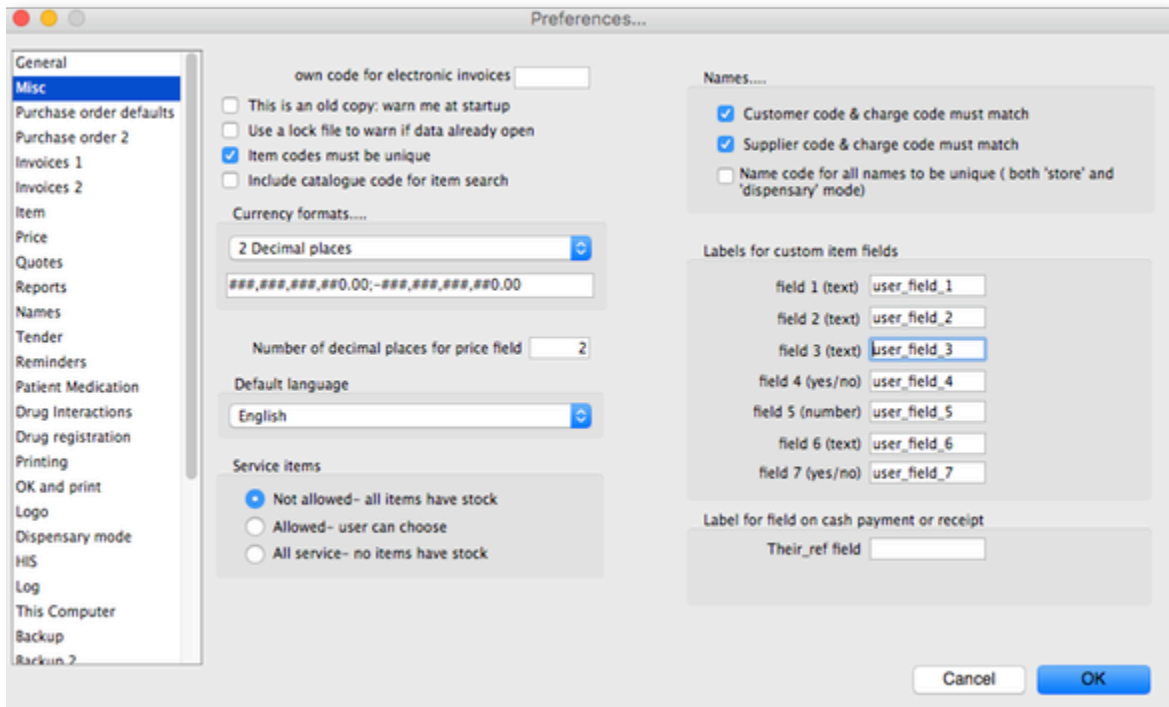 Preferences...
General
Misc
Purchase order defaults
Purchase order 2
Invoices 1
Invoices 2
Item
Price
Quotes
Reports
Names
Tender
Reminders
Patient Medication
Drug Interactions
Drug registration
Printing
OK and print
Logo
Dispensary mode
HIS
Log
This Computer
Backup
Backup 2
own code for electronic invoices
This is an old copy: warn me at startup
Use a lock file to warn if data already open
Item codes must be unique
Include catalogue code for item search
Currency formats....
2 Decimal places
###,###,###,##0.00;-###,###,###,##0.00
Number of decimal places for price field 2
Default language
English
Service items
Not allowed- all items have stock
Allowed- user can choose
All service- no items have stock
Names....
Customer code & charge code must match
Supplier code & charge code must match
Name code for all names to be unique ( both 'store' and
'dispensary' mode)
Labels for custom item fields
field 1 (text) user_field_1
field 2 (text) user_field_2
field 3 (text) user_field_3
field 4 (yes/no) user_field_4
field 5 (number) user_field_5
field 6 (text) user_field_6
field 7 (yes/no) user_field_7
Label for field on cash payment or receipt
Their_ref field
Cancel
OK